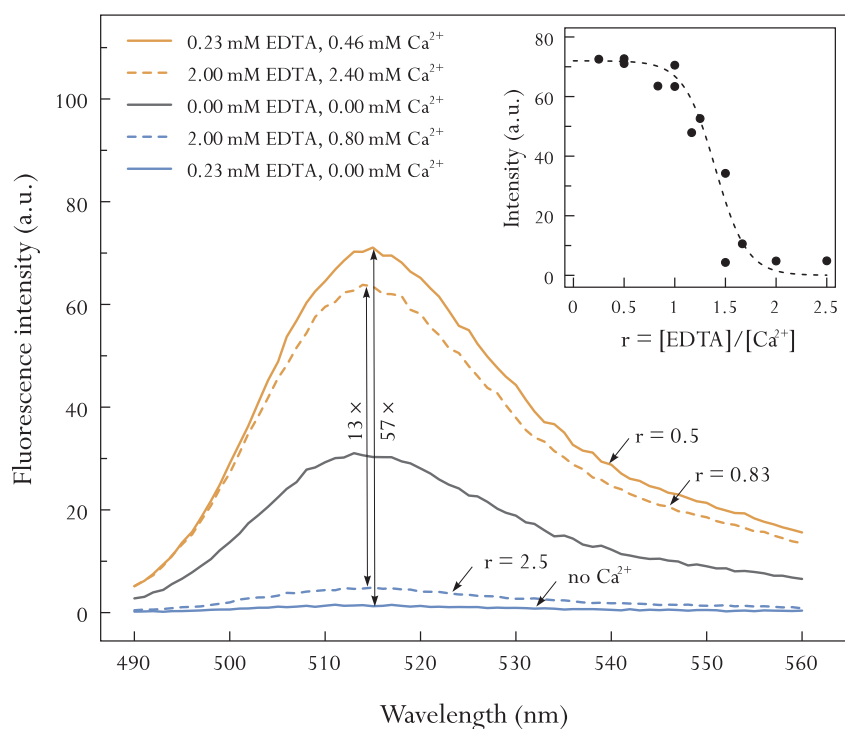 0.23 mM EDTA, 0.46 mM Ca²⁺
2.00 mM EDTA, 2.40 mM Ca²⁺
0.00 mM EDTA, 0.00 mM Ca²⁺
2.00 mM EDTA, 0.80 mM Ca²⁺
0.23 mM EDTA, 0.00 mM Ca²⁺
Fluorescence intensity (a.u.)
100
80
60
40
20
0
490
500
510
520
530
540
550
560
Wavelength (nm)
13 ×
57 ×
r = 0.5
r = 0.83
r = 2.5
no Ca²⁺
Intensity (a.u.)
80
60
40
20
0
0
0.5
1.0
1.5
2.0
2.5
r = [EDTA]/[Ca²⁺]